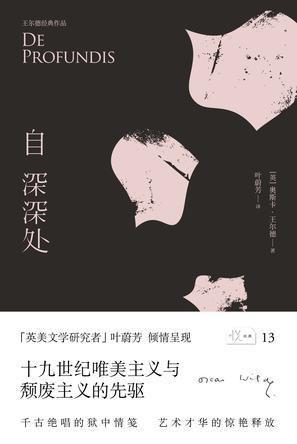 王尔德经典作品
DE
PROFUNDIS
自深深处
[英] 奥斯卡·王尔德 著
叶蔚芳 译
「英美文学研究者」叶蔚芳 倾情呈现
13
十九世纪唯美主义与
颓废主义的先驱
oscar wilde
千古绝唱的狱中情笺 艺术才华的惊艳释放